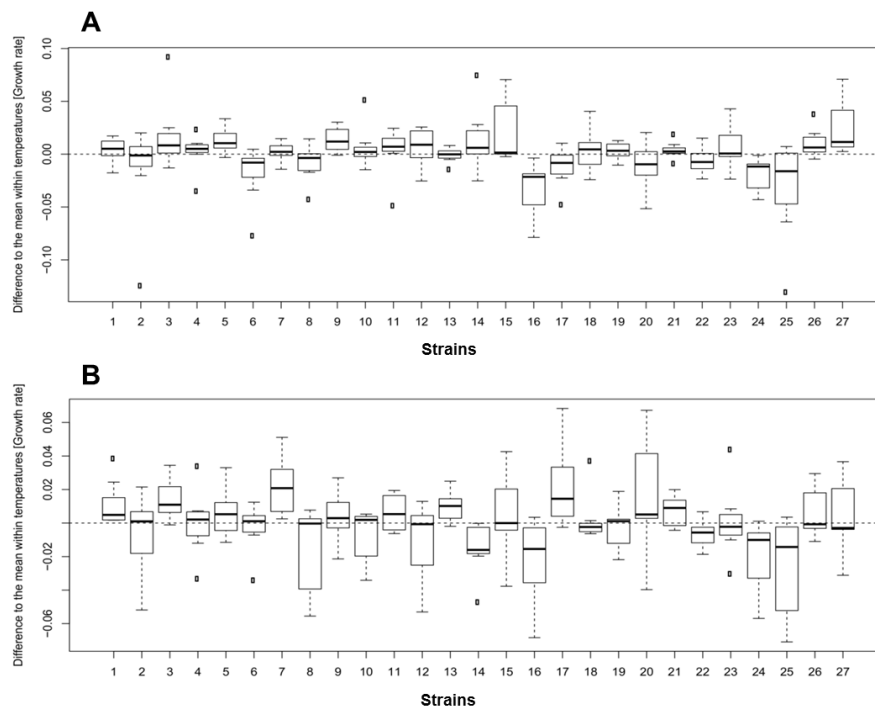 A
Difference to the mean within temperatures [Growth rate]
0.10
0.05
0.00
-0.05
-0.10
1 2 3 4 5 6 7 8 9 10 11 12 13 14 15 16 17 18 19 20 21 22 23 24 25 26 27
Strains
B
Difference to the mean within temperatures [Growth rate]
0.06
0.04
0.02
-0.02
-0.06
1 2 3 4 5 6 7 8 9 10 11 12 13 14 15 16 17 18 19 20 21 22 23 24 25 26 27
Strains